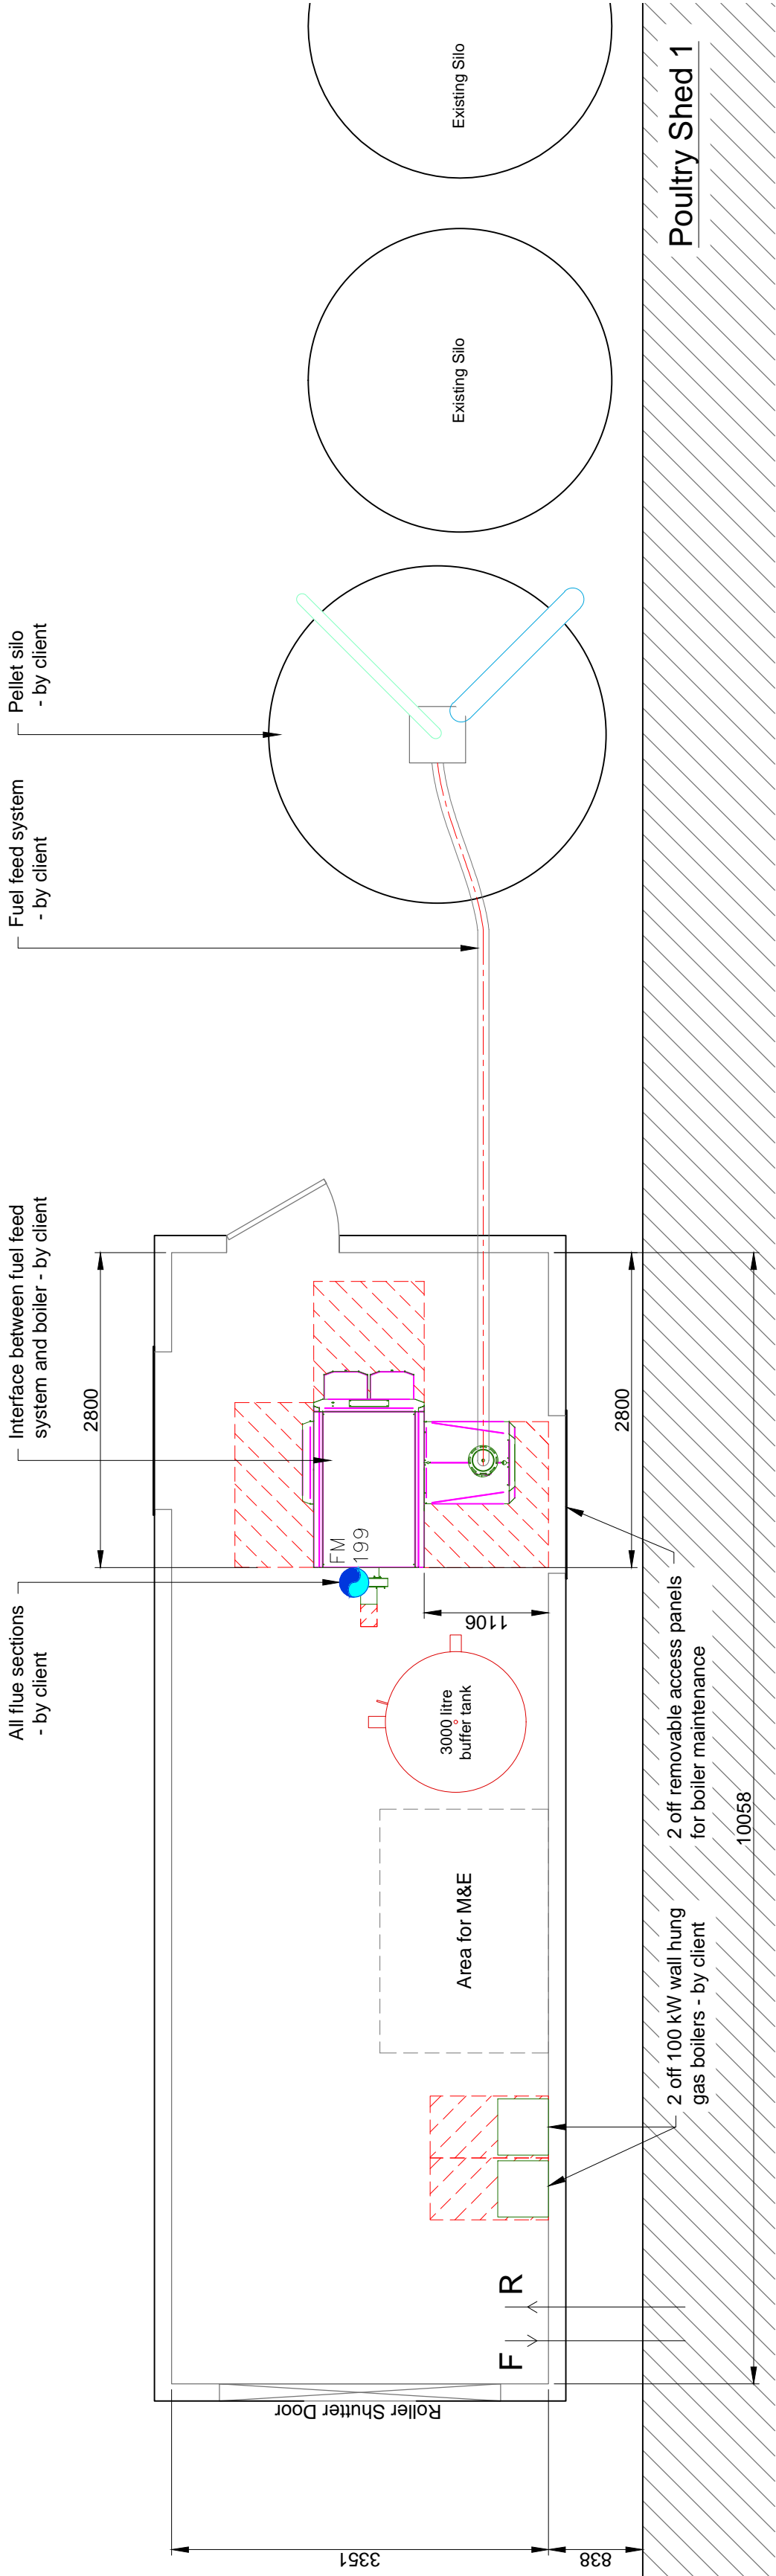 All flue sections
- by client
Interface between fuel feed
system and boiler - by client
Fuel feed system
- by client
Pellet silo
- by client
2800
FM
199
1106
3000 litre
buffer tank
Area for M&E
Roller Shutter Door
F
R
3351
838
2800
10058
2 off 100 kW wall hung
gas boilers - by client
2 off removable access panels
for boiler maintenance
Existing Silo
Existing Silo
Poultry Shed 1